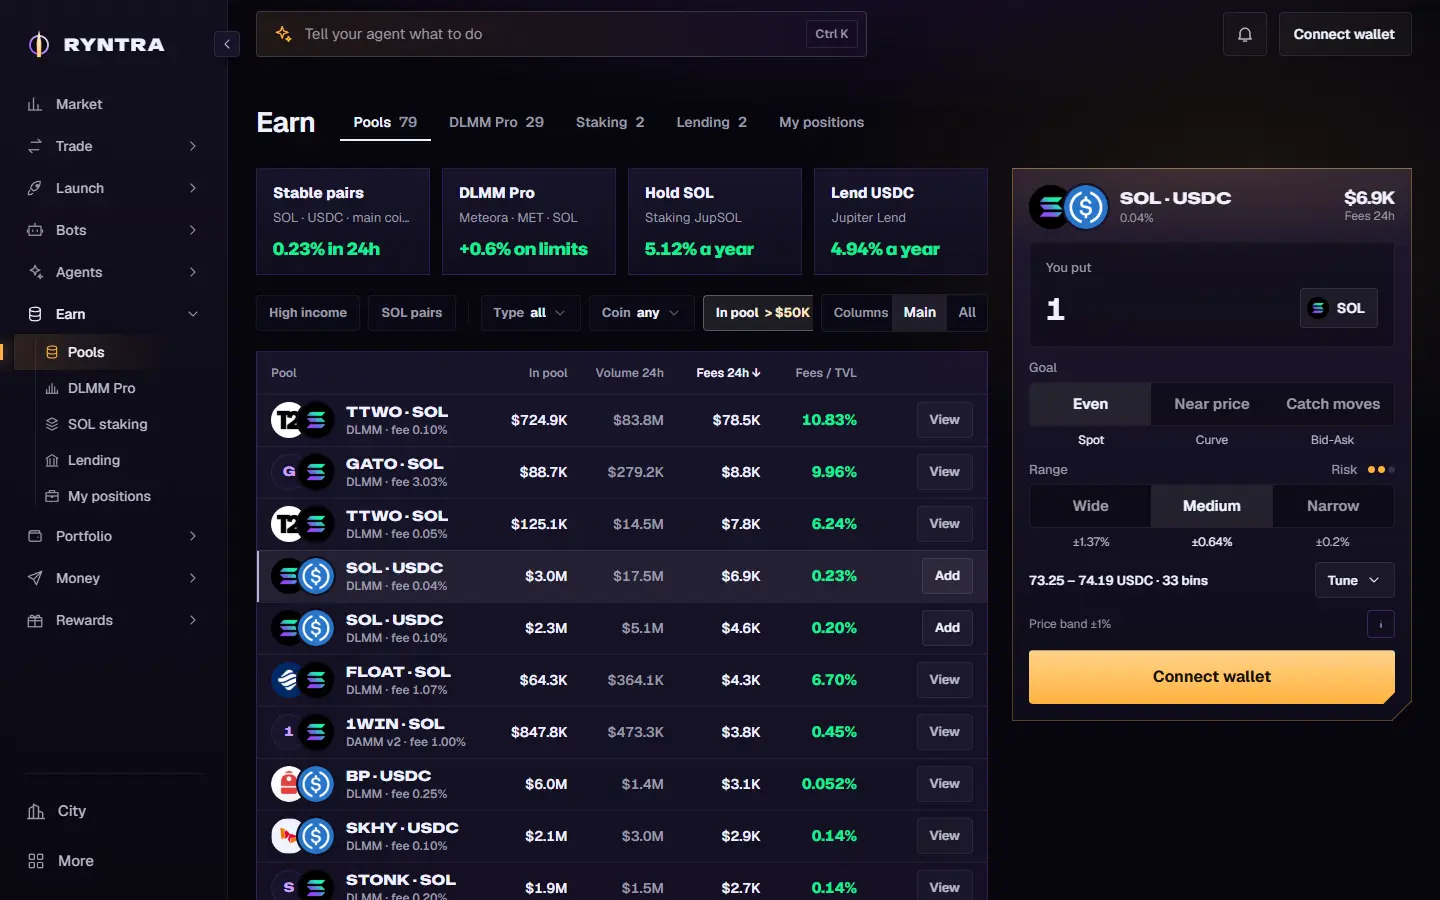 RYNTRA
Tell your agent what to do
Ctrl K
Connect wallet
Market
Trade
Launch
Bots
Agents
Earn
Pools
DLMM Pro
SOL staking
Lending
My positions
Portfolio
Money
Rewards
City
More
Earn
Pools 79
DLMM Pro 29
Staking 2
Lending 2
My positions
Stable pairs
SOL · USDC · main coi...
0.23% in 24h
DLMM Pro
Meteora · MET · SOL
+0.6% on limits
Hold SOL
Staking JupSOL
5.12% a year
Lend USDC
Jupiter Lend
4.94% a year
High income
SOL pairs
Type all
Coin any
In pool > $50K
Columns Main All
Pool In pool Volume 24h Fees 24h ↓ Fees / TVL
TTWO · SOL
DLMM · fee 0.10%
$724.9K $83.8M $78.5K 10.83% View
G
GATO · SOL
DLMM · fee 3.03%
$88.7K $279.2K $8.8K 9.96% View
TTWO · SOL
DLMM · fee 0.05%
$125.1K $14.5M $7.8K 6.24% View
SOL · USDC
DLMM · fee 0.04%
$3.0M $17.5M $6.9K 0.23% Add
SOL · USDC
DLMM · fee 0.10%
$2.3M $5.1M $4.6K 0.20% Add
FLOAT · SOL
DLMM · fee 1.07%
$64.3K $364.1K $4.3K 6.70% View
1
1WIN · SOL
DAMM v2 · fee 1.00%
$847.8K $473.3K $3.8K 0.45% View
BP · USDC
DLMM · fee 0.25%
$6.0M $1.4M $3.1K 0.052% View
SKHY · USDC
DLMM · fee 0.10%
$2.1M $3.0M $2.9K 0.14% View
S
STONK · SOL
DLMM · fee 0.20%
$1.9M $1.5M $2.7K 0.14% View
SOL · USDC
0.04%
$6.9K
Fees 24h
You put
1
SOL
Goal
Even Near price Catch moves
Spot Curve Bid-Ask
Range Risk
Wide Medium Narrow
±1.37% ±0.64% ±0.2%
73.25 – 74.19 USDC · 33 bins
Tune
Price band ±1%
i
Connect wallet